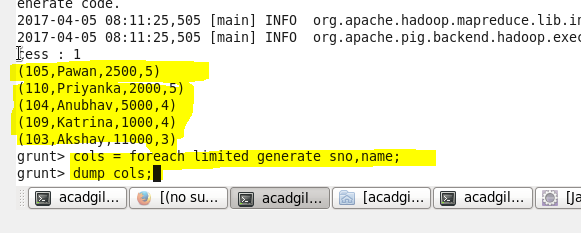 enerate code.
2017-04-05 08:11:25,505 [main] INFO  org.apache.hadoop.mapreduce.lib.in
2017-04-05 08:11:25,505 [main] INFO  org.apache.pig.backend.hadoop.exec
cess : 1
(105,Pawan,2500,5)
(110,Priyanka,2000,5)
(104,Anubhav,5000,4)
(109,Katrina,1000,4)
(103,Akshay,11000,3)
grunt> cols = foreach limited generate sno,name;
grunt> dump cols;
acadgil... [(no su... acadgil... [acadgi... acadgil... [Ja